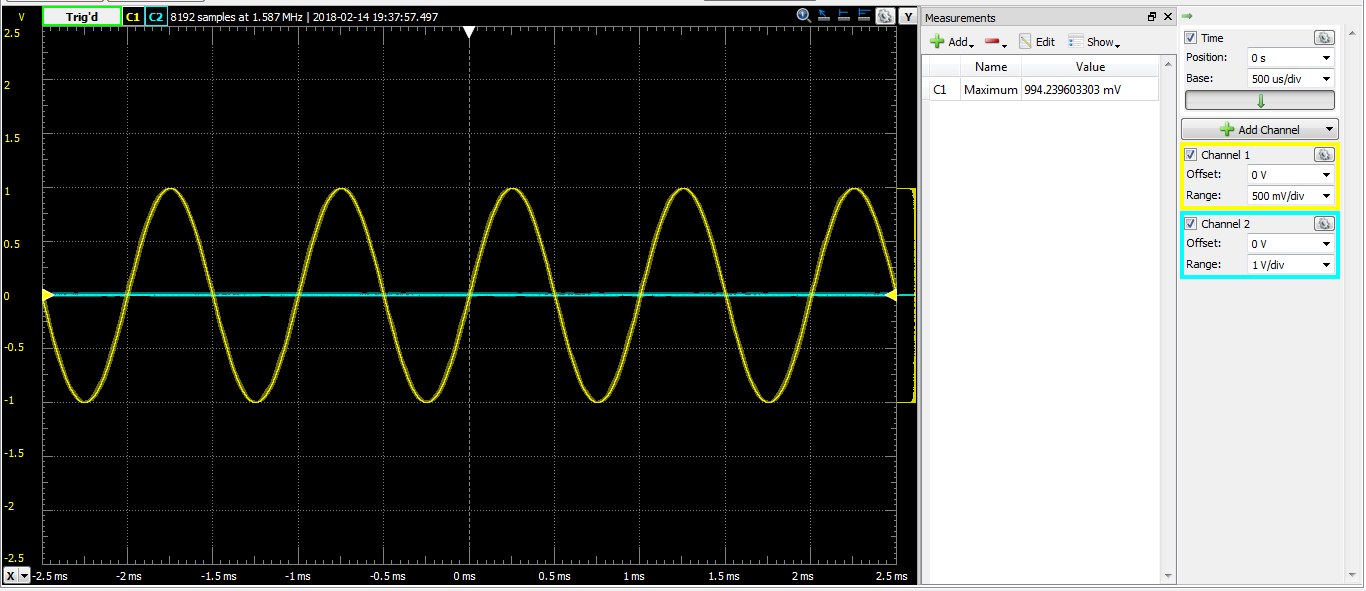 V Trig'd C1 C2 8192 samples at 1.587 MHz | 2018-02-14 19:37:57.497 Y
2.5
2
1.5
1
0.5
0
-0.5
-1
-1.5
-2
-2.5
X -2.5 ms -2 ms -1.5 ms -1 ms -0.5 ms 0 ms 0.5 ms 1 ms 1.5 ms 2 ms 2.5 ms
Measurements
Add Edit Show
Name Value
C1 Maximum 994.239603303 mV
Time
Position: 0 s
Base: 500 us/div
Add Channel
Channel 1
Offset: 0 V
Range: 500 mV/div
Channel 2
Offset: 0 V
Range: 1 V/div